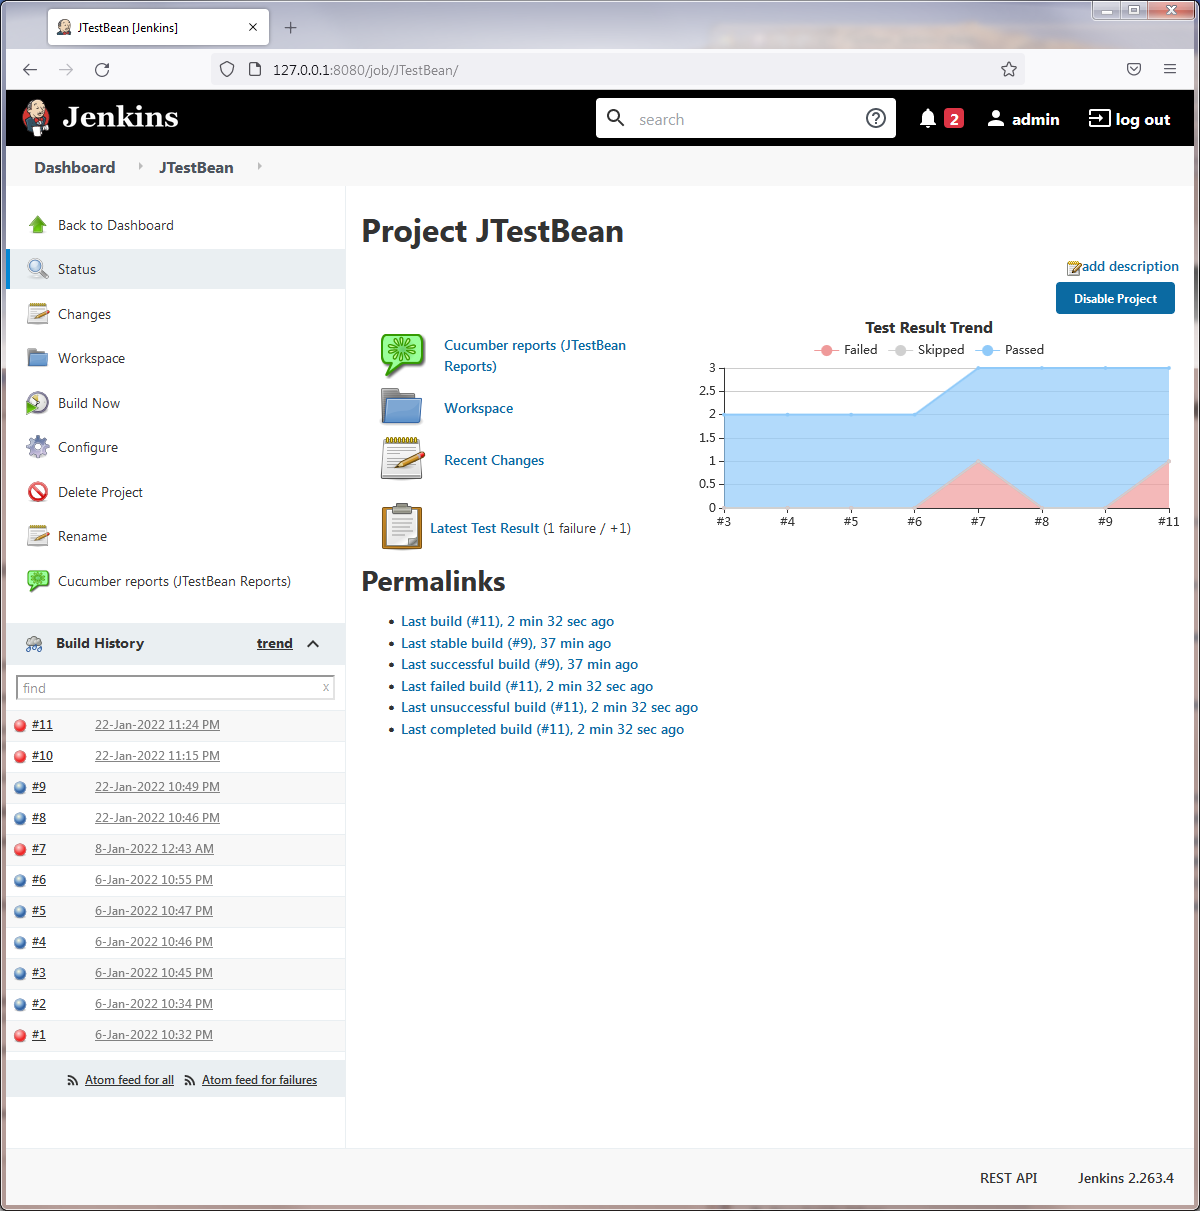 JTestBean [Jenkins]
127.0.0.1:8080/job/JTestBean/
Jenkins
search
2
admin
log out
Dashboard
JTestBean
Back to Dashboard
Status
Changes
Workspace
Build Now
Configure
Delete Project
Rename
Cucumber reports (JTestBean Reports)
Build History
trend
find
x
#11 22-Jan-2022 11:24 PM
#10 22-Jan-2022 11:15 PM
#9 22-Jan-2022 10:49 PM
#8 22-Jan-2022 10:46 PM
#7 8-Jan-2022 12:43 AM
#6 6-Jan-2022 10:55 PM
#5 6-Jan-2022 10:47 PM
#4 6-Jan-2022 10:46 PM
#3 6-Jan-2022 10:45 PM
#2 6-Jan-2022 10:34 PM
#1 6-Jan-2022 10:32 PM
Atom feed for all
Atom feed for failures
Project JTestBean
add description
Disable Project
Cucumber reports (JTestBean
Reports)
Workspace
Recent Changes
Latest Test Result (1 failure / +1)
Test Result Trend
Failed Skipped Passed
3
2.5
2
1.5
1
0.5
0
#3 #4 #5 #6 #7 #8 #9 #11
Permalinks
Last build (#11), 2 min 32 sec ago
Last stable build (#9), 37 min ago
Last successful build (#9), 37 min ago
Last failed build (#11), 2 min 32 sec ago
Last unsuccessful build (#11), 2 min 32 sec ago
Last completed build (#11), 2 min 32 sec ago
REST API
Jenkins 2.263.4